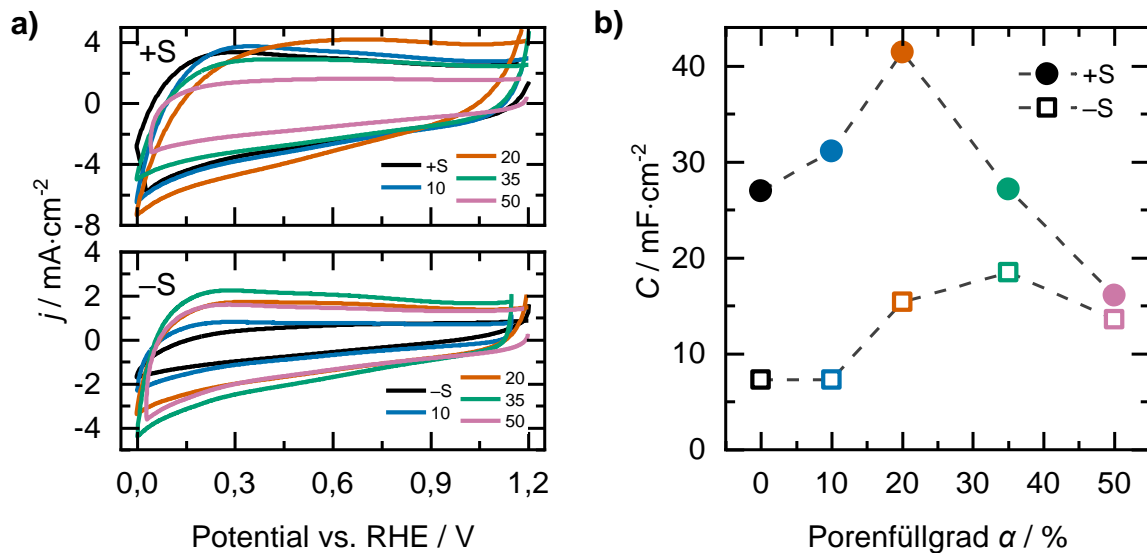 a)
+S
4
0
-4
-8
+S
10
20
35
50
j / mA·cm⁻²
–S
4
2
0
-2
-4
–S
10
20
35
50
0,0 0,3 0,6 0,9 1,2
Potential vs. RHE / V
b)
C / mF·cm⁻²
40
30
20
10
0
+S
–S
0 10 20 30 40 50
Porenfüllgrad α / %